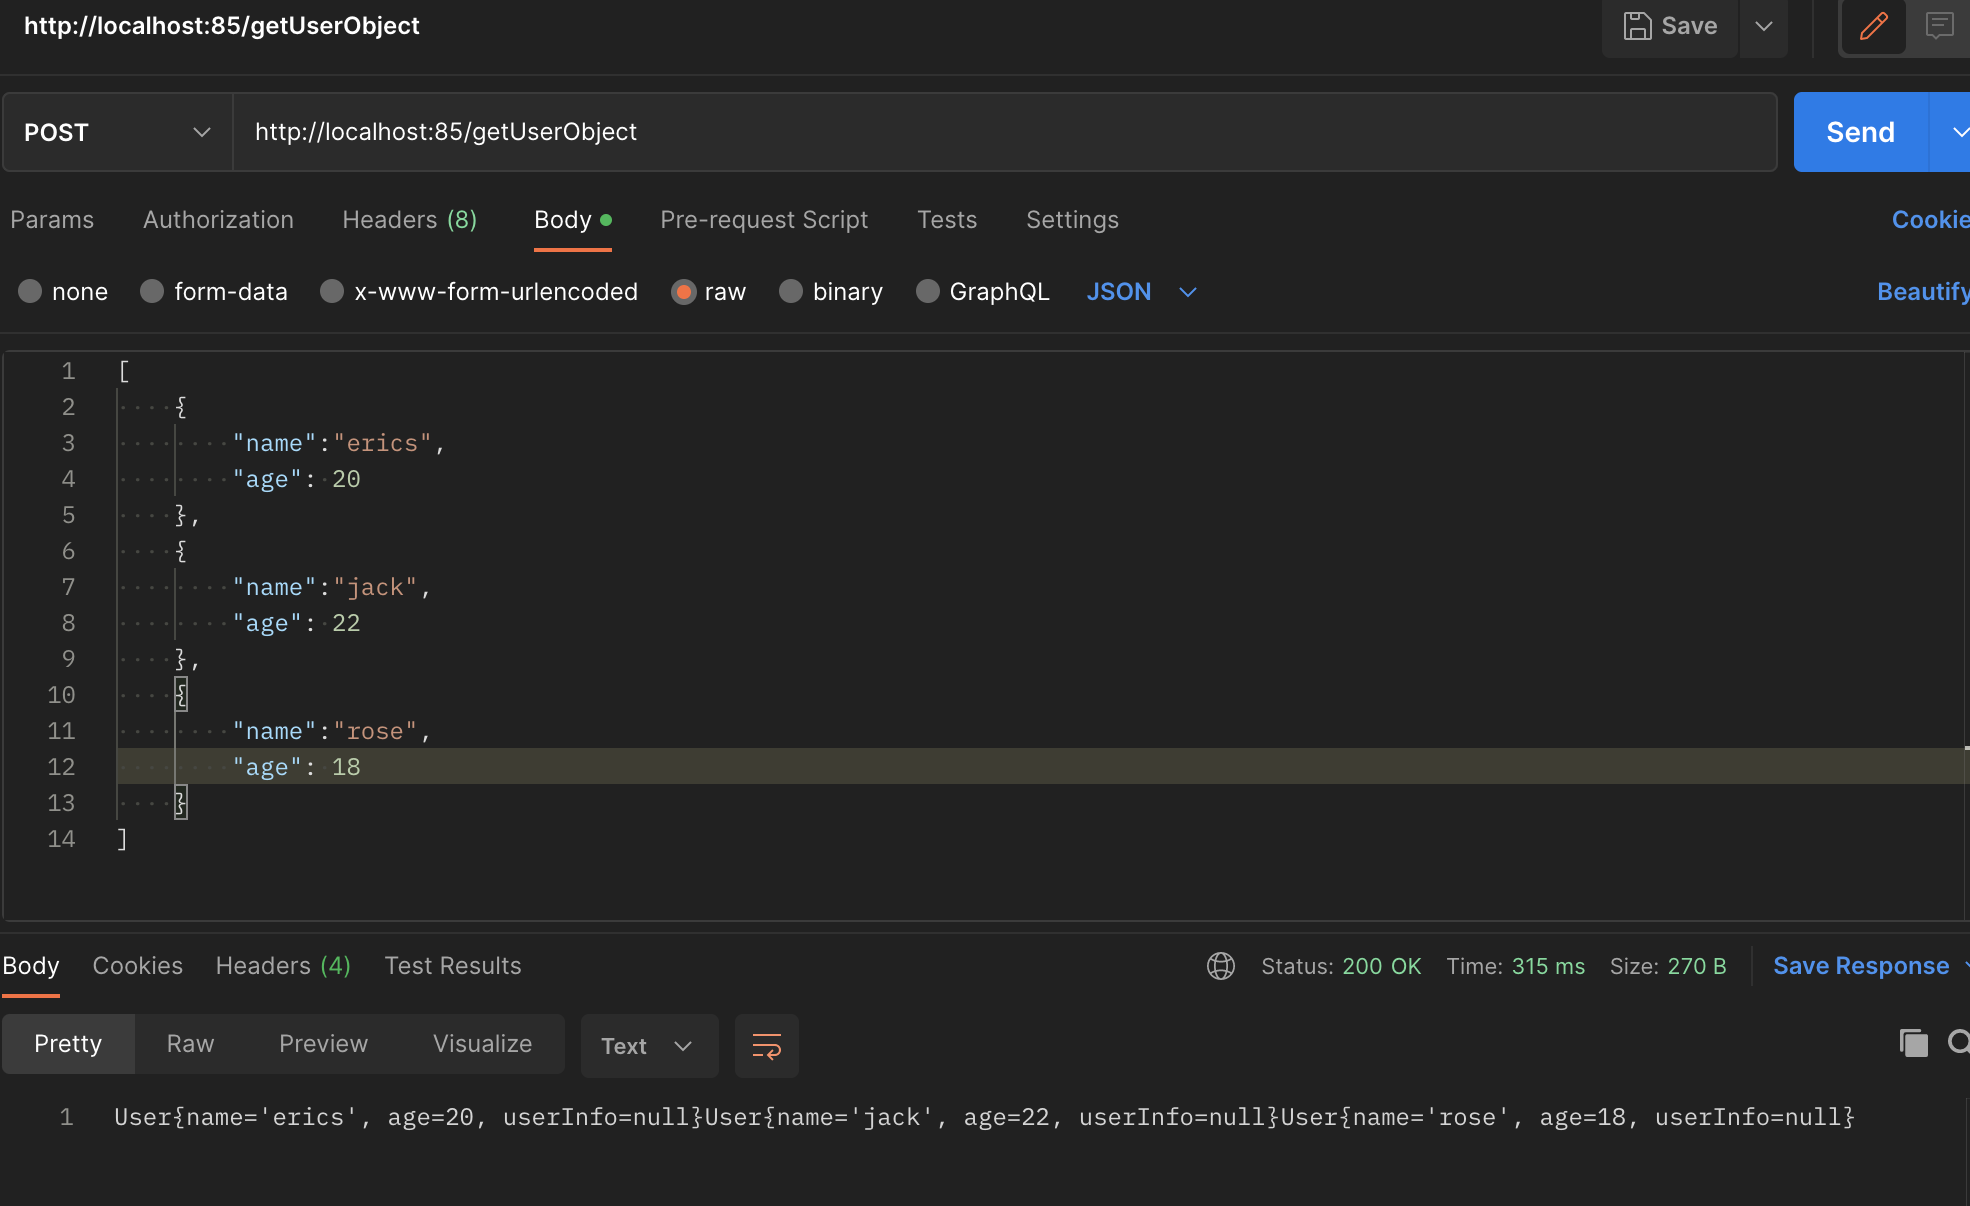 http://localhost:85/getUserObject
Save
POST
http://localhost:85/getUserObject
Send
Params Authorization Headers (8) Body Pre-request Script Tests Settings Cookie
none form-data x-www-form-urlencoded raw binary GraphQL JSON Beautify
1 [
2 {
3 "name":"erics",
4 "age": 20
5 },
6 {
7 "name":"jack",
8 "age": 22
9 },
10 {
11 "name":"rose",
12 "age": 18
13 }
14 ]
Body Cookies Headers (4) Test Results Status: 200 OK Time: 315 ms Size: 270 B Save Response
Pretty Raw Preview Visualize Text
1 User{name='erics', age=20, userInfo=null}User{name='jack', age=22, userInfo=null}User{name='rose', age=18, userInfo=null}